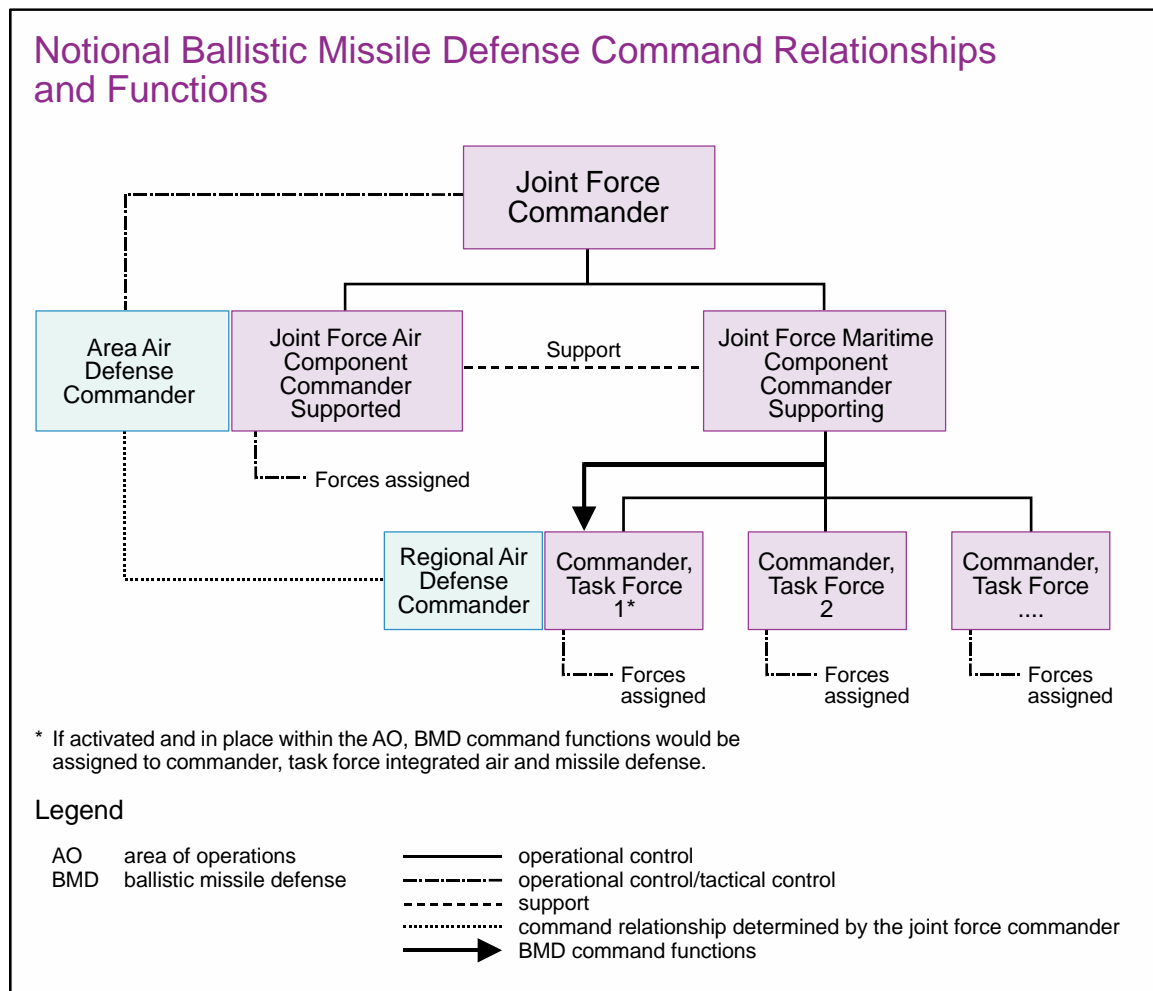 Notional Ballistic Missile Defense Command Relationships
and Functions
Joint Force
Commander
Area Air
Defense
Commander
Joint Force Air
Component
Commander
Supported
Support
Joint Force Maritime
Component
Commander
Supporting
Forces assigned
Regional Air
Defense
Commander
Commander,
Task Force
1*
Commander,
Task Force
2
Commander,
Task Force
....
Forces
assigned
Forces
assigned
Forces
assigned
* If activated and in place within the AO, BMD command functions would be
assigned to commander, task force integrated air and missile defense.
Legend
AO area of operations
BMD ballistic missile defense
operational control
operational control/tactical control
support
command relationship determined by the joint force commander
BMD command functions